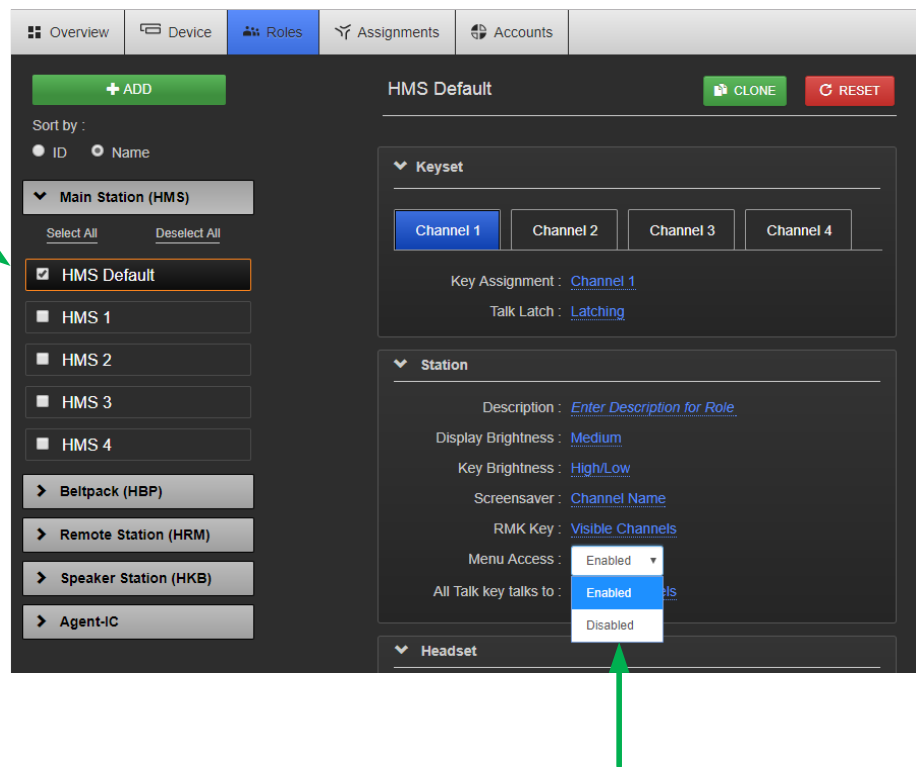 Overview Device Roles Assignments Accounts
ADD
Sort by :
ID Name
Main Station (HMS)
Select All Deselect All
HMS Default
HMS 1
HMS 2
HMS 3
HMS 4
Beltpack (HBP)
Remote Station (HRM)
Speaker Station (HKB)
Agent-IC
HMS Default CLONE RESET
Keyset
Channel 1 Channel 2 Channel 3 Channel 4
Key Assignment : Channel 1
Talk Latch : Latching
Station
Description : Enter Description for Role
Display Brightness : Medium
Key Brightness : High/Low
Screensaver : Channel Name
RMK Key : Visible Channels
Menu Access : Enabled
All Talk key talks to : Enabled
Disabled
Headset